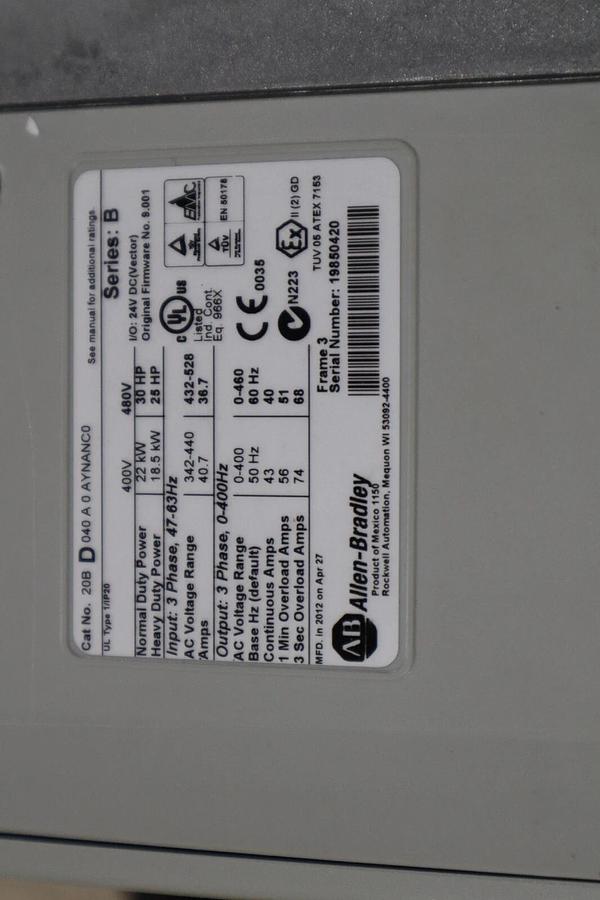 Cat No. 20B D 040 A 0 AYNANC0
UL Type 1/IP20
See manual for additional ratings.
Series: B
400V 480V
Normal Duty Power 22 kW 30 HP
Heavy Duty Power 18.5 kW 25 HP
I/O: 24V DC(Vector)
Original Firmware No. 9.001
Input: 3 Phase, 47-63Hz
AC Voltage Range 342-440 432-528
Amps 40.7 36.7
Output: 3 Phase, 0-400Hz
AC Voltage Range 0-400 0-460
Base Hz (default) 50 Hz 60 Hz
Continuous Amps 43 40
1 Min Overload Amps 56 51
3 Sec Overload Amps 74 68
C UL US
Listed
Ind. Cont.
Eq. 966X
EMC
TUV
EN 50178
CE 0035
N223
Ex II (2) GD
TUV 05 ATEX 7153
MFD. in 2012 on Apr 27
Frame 3
Serial Number: 19850420
AB Allen-Bradley
Product of Mexico 1150
Rockwell Automation, Mequon WI 53092-4400